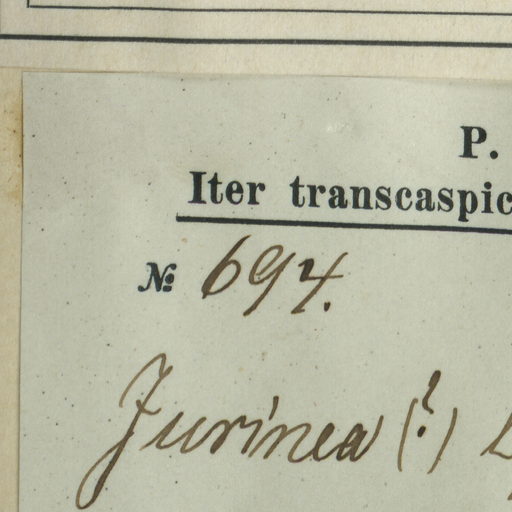 P.
Iter transcaspic
№ 694.
Jurinea (?)